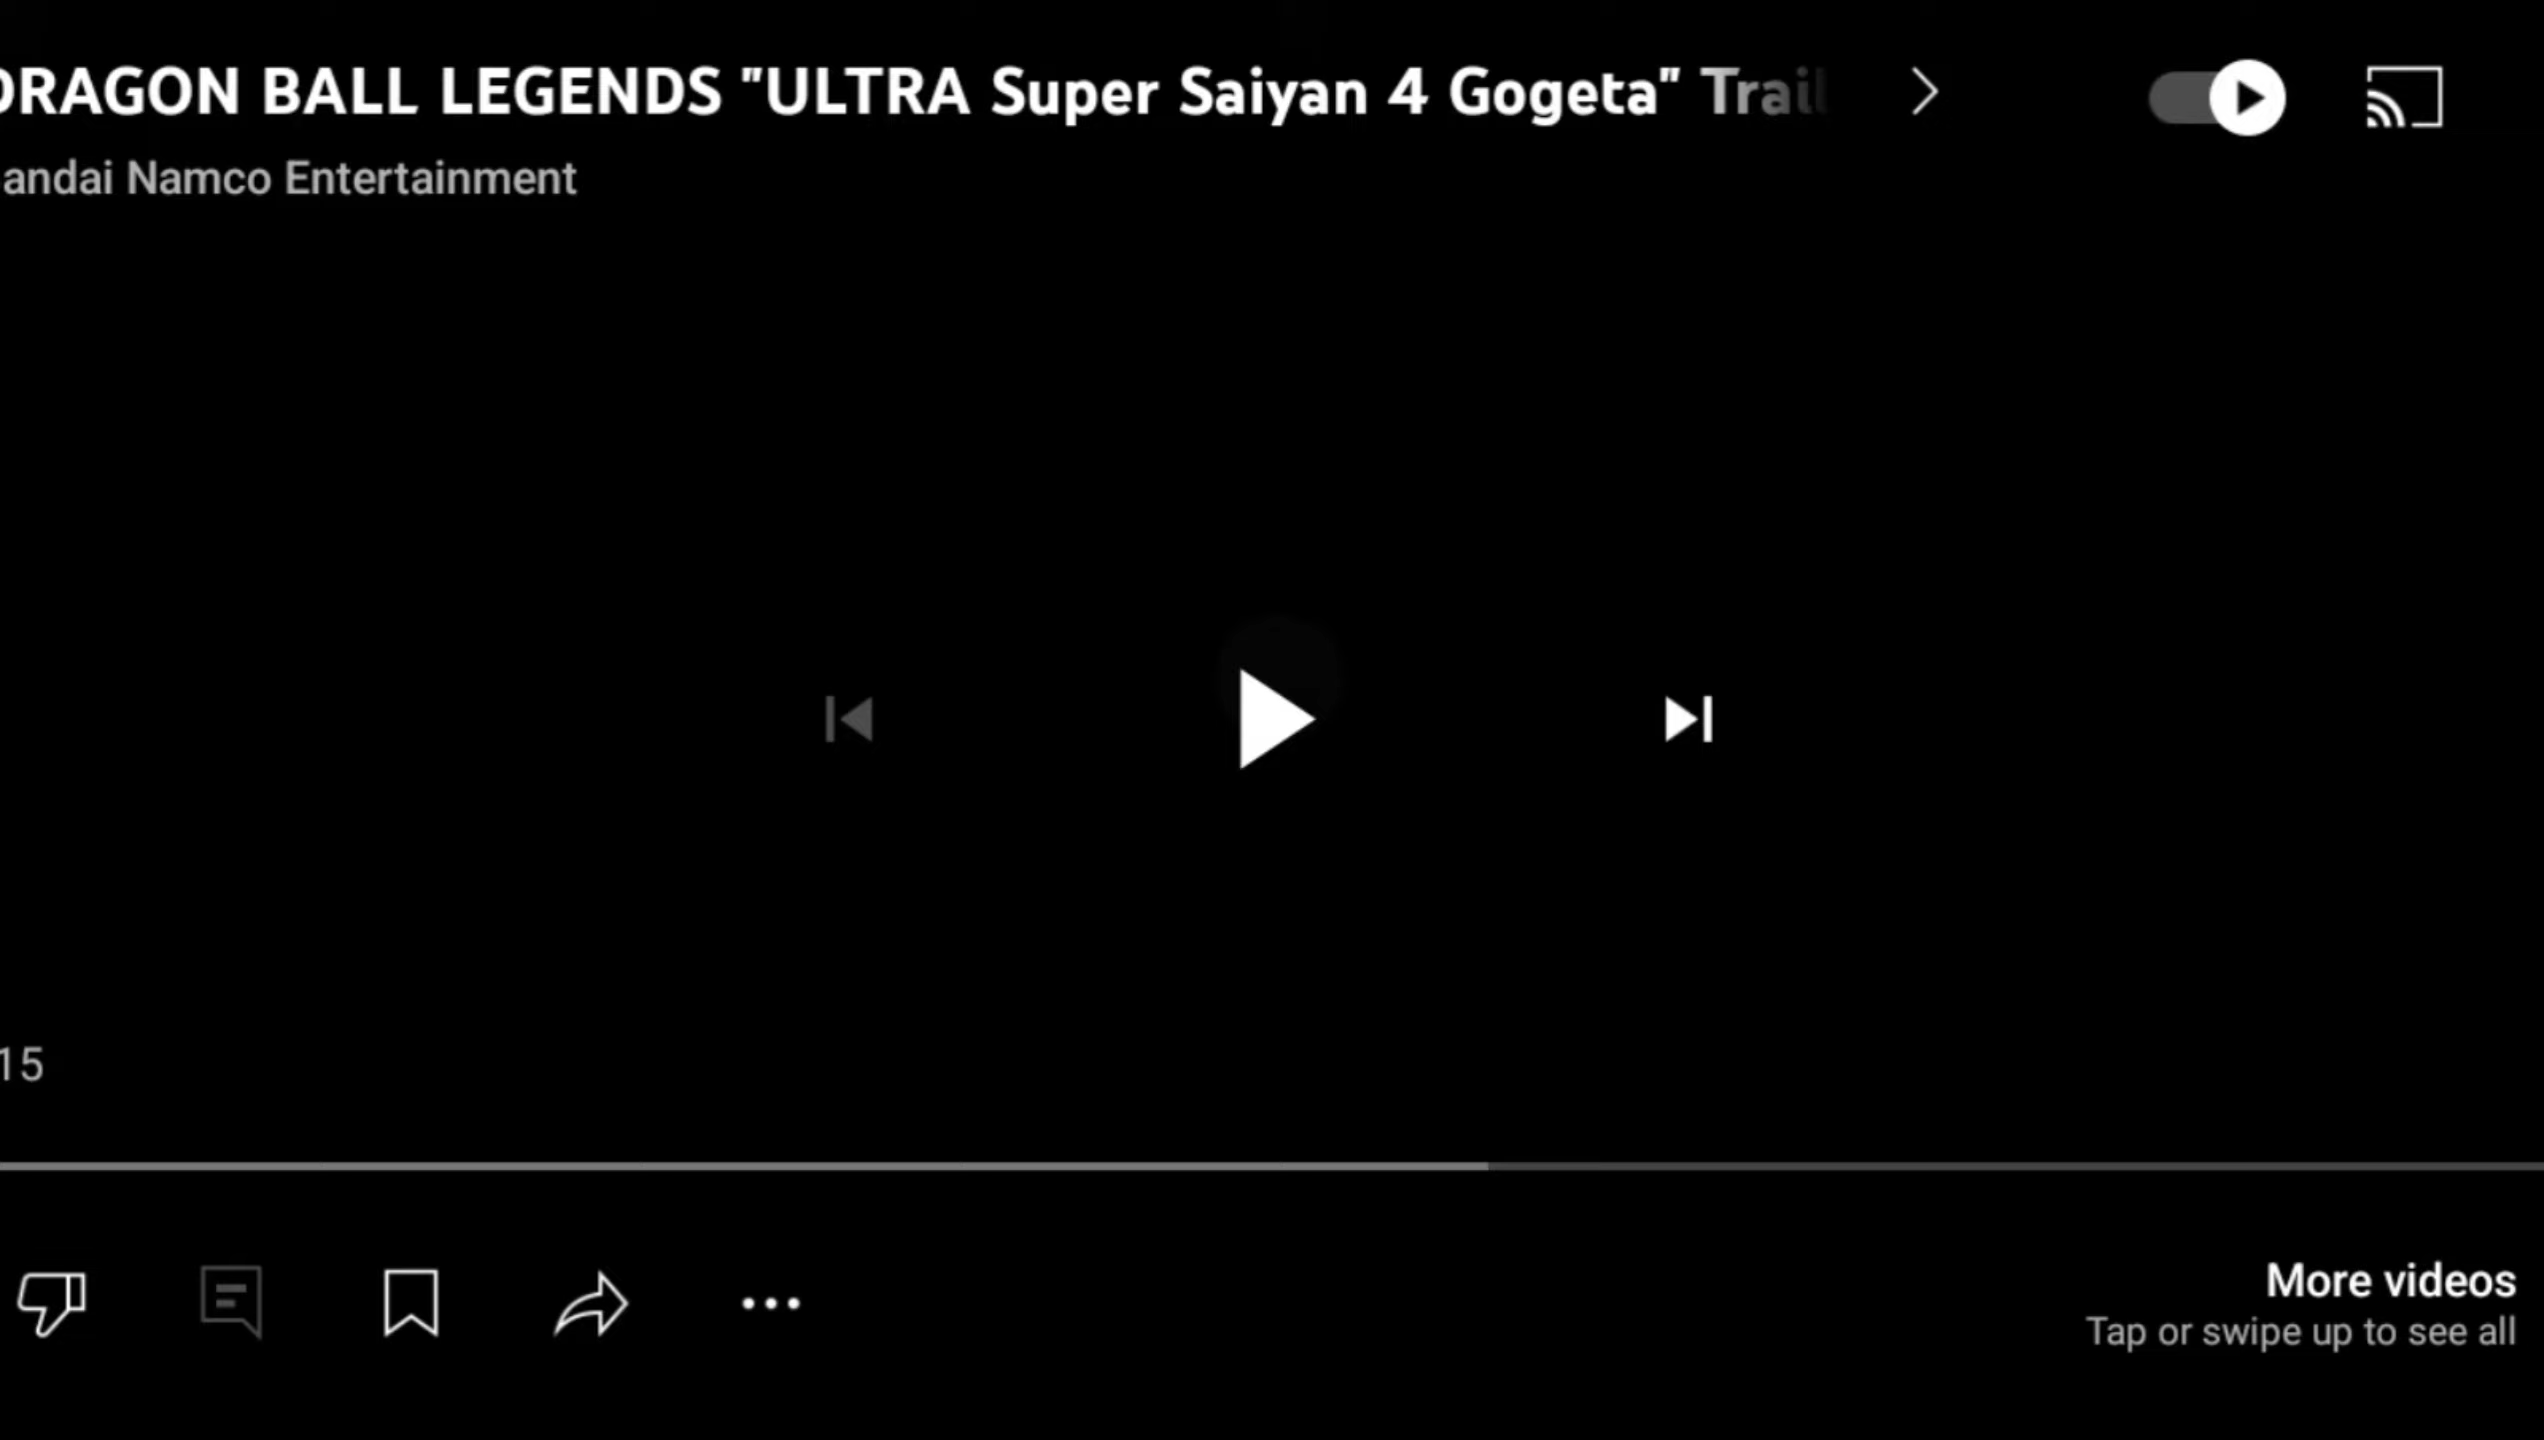 DRAGON BALL LEGENDS "ULTRA Super Saiyan 4 Gogeta" Trail
andai Namco Entertainment
15
More videos
Tap or swipe up to see all